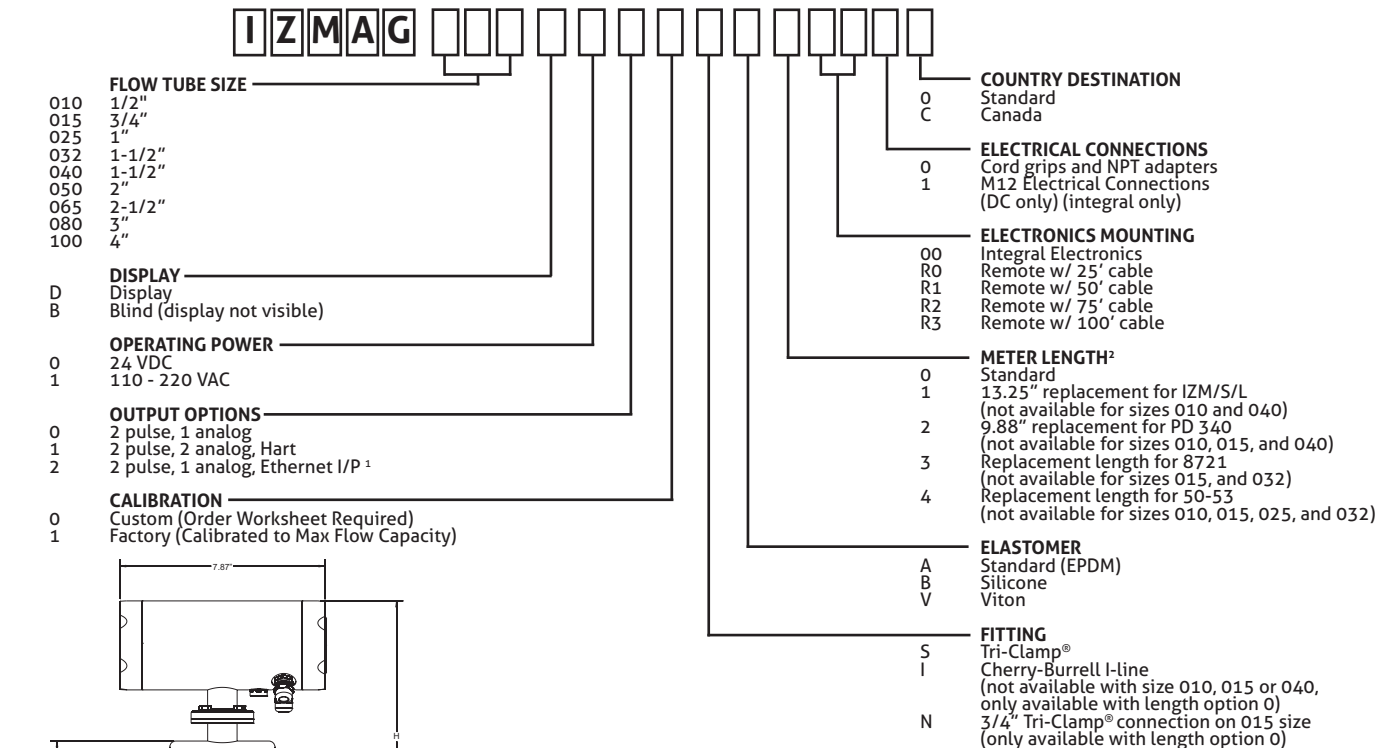 IZMAG
FLOW TUBE SIZE
010 1/2"
015 3/4"
025 1"
032 1-1/2"
040 1-1/2"
050 2"
065 2-1/2"
080 3"
100 4"
DISPLAY
D Display
B Blind (display not visible)
OPERATING POWER
0 24 VDC
1 110 - 220 VAC
OUTPUT OPTIONS
0 2 pulse, 1 analog
1 2 pulse, 2 analog, Hart
2 2 pulse, 1 analog, Ethernet I/P ¹
CALIBRATION
0 Custom (Order Worksheet Required)
1 Factory (Calibrated to Max Flow Capacity)
7.87"
H
COUNTRY DESTINATION
0 Standard
C Canada
ELECTRICAL CONNECTIONS
0 Cord grips and NPT adapters
1 M12 Electrical Connections
(DC only) (integral only)
ELECTRONICS MOUNTING
00 Integral Electronics
R0 Remote w/ 25' cable
R1 Remote w/ 50' cable
R2 Remote w/ 75' cable
R3 Remote w/ 100' cable
METER LENGTH²
0 Standard
1 13.25" replacement for IZM/S/L
(not available for sizes 010 and 040)
2 9.88" replacement for PD 340
(not available for sizes 010, 015, and 040)
3 Replacement length for 8721
(not available for sizes 015, and 032)
4 Replacement length for 50-53
(not available for sizes 010, 015, 025, and 032)
ELASTOMER
A Standard (EPDM)
B Silicone
V Viton
FITTING
S Tri-Clamp®
I Cherry-Burrell I-line
(not available with size 010, 015 or 040,
only available with length option 0)
N 3/4" Tri-Clamp® connection on 015 size
(only available with length option 0)